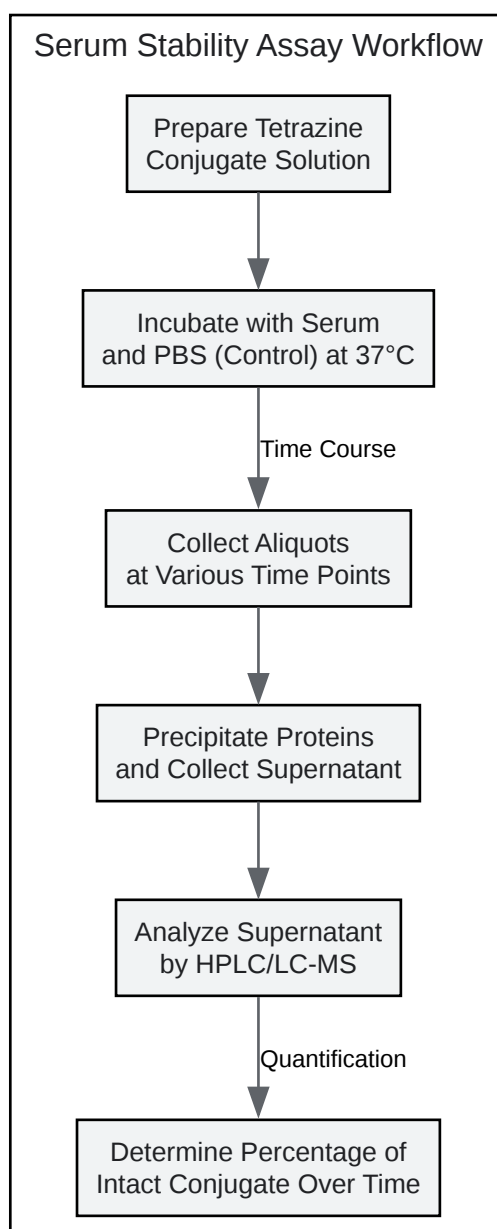 Serum Stability Assay Workflow
Prepare Tetrazine
Conjugate Solution
Incubate with Serum
and PBS (Control) at 37°C
Time Course
Collect Aliquots
at Various Time Points
Precipitate Proteins
and Collect Supernatant
Analyze Supernatant
by HPLC/LC-MS
Quantification
Determine Percentage of
Intact Conjugate Over Time